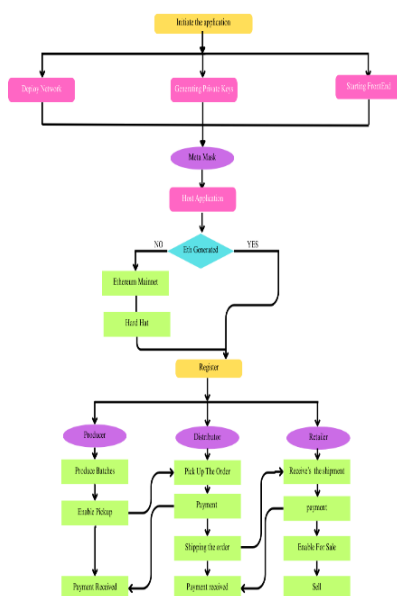 Initiate the application
Deploy Network
Generating Private Keys
Starting FrontEnd
Meta Mask
Host Application
Eth Generated
NO
YES
Ethereum Mainnet
Hard Hat
Register
Producer
Distributor
Retailer
Produce Batches
Pick Up The Order
Receive's the shipment
Enable Pickup
Payment
payment
Shipping the order
Enable For Sale
Payment Received
Payment received
Sell